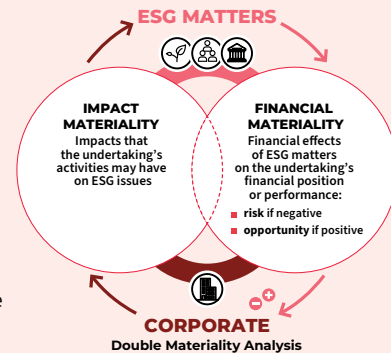 ESG MATTERS
IMPACT
MATERIALITY
Impacts that
the undertaking's
activities may have
on ESG issues
FINANCIAL
MATERIALITY
Financial effects
of ESG matters
on the undertaking's
financial position
or performance:
risk if negative
opportunity if positive
e
CORPORATE
Double Materiality Analysis